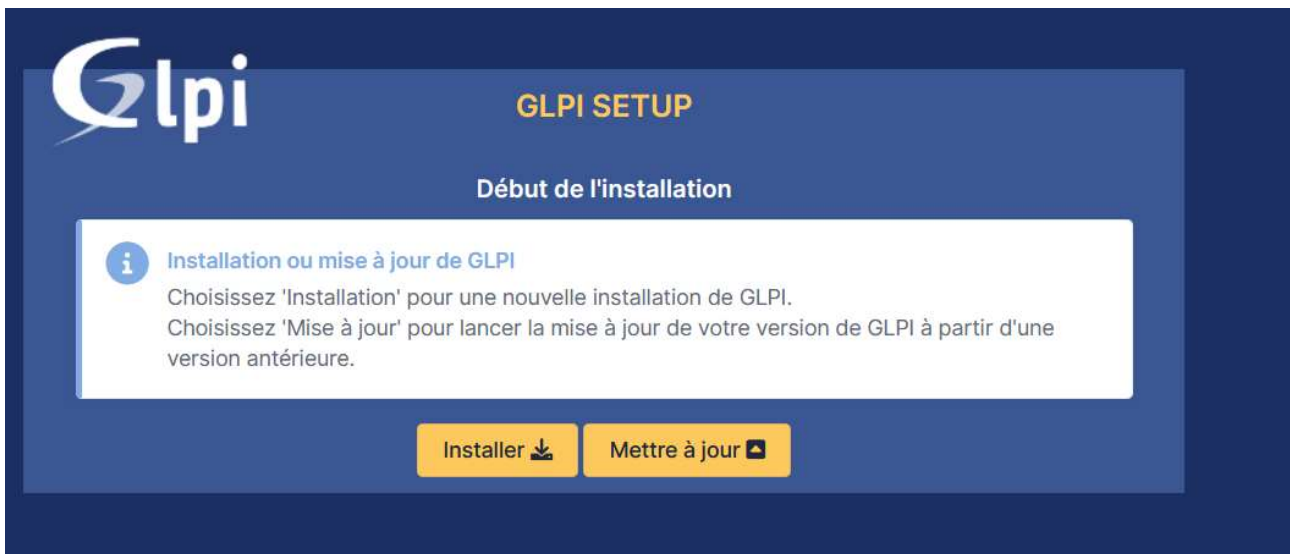 Glpi
GLPI SETUP
Début de l'installation
Installation ou mise à jour de GLPI
Choisissez 'Installation' pour une nouvelle installation de GLPI.
Choisissez 'Mise à jour' pour lancer la mise à jour de votre version de GLPI à partir d'une
version antérieure.
Installer
Mettre à jour